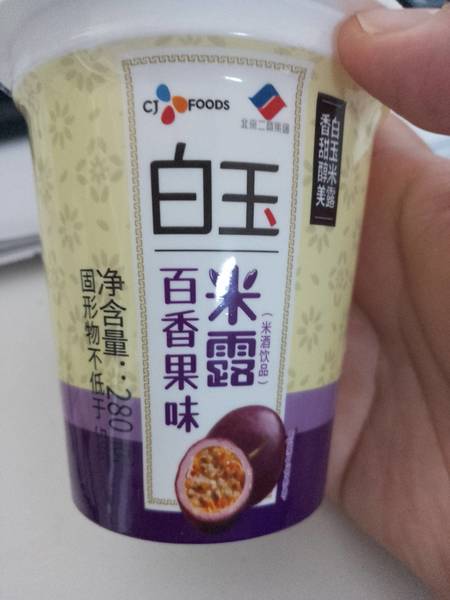 CJ FOODS
北京二商集团
白玉
米露
百香果味
(米酒饮品)
白玉米露
香甜醇美
净含量：280
固形物不低于